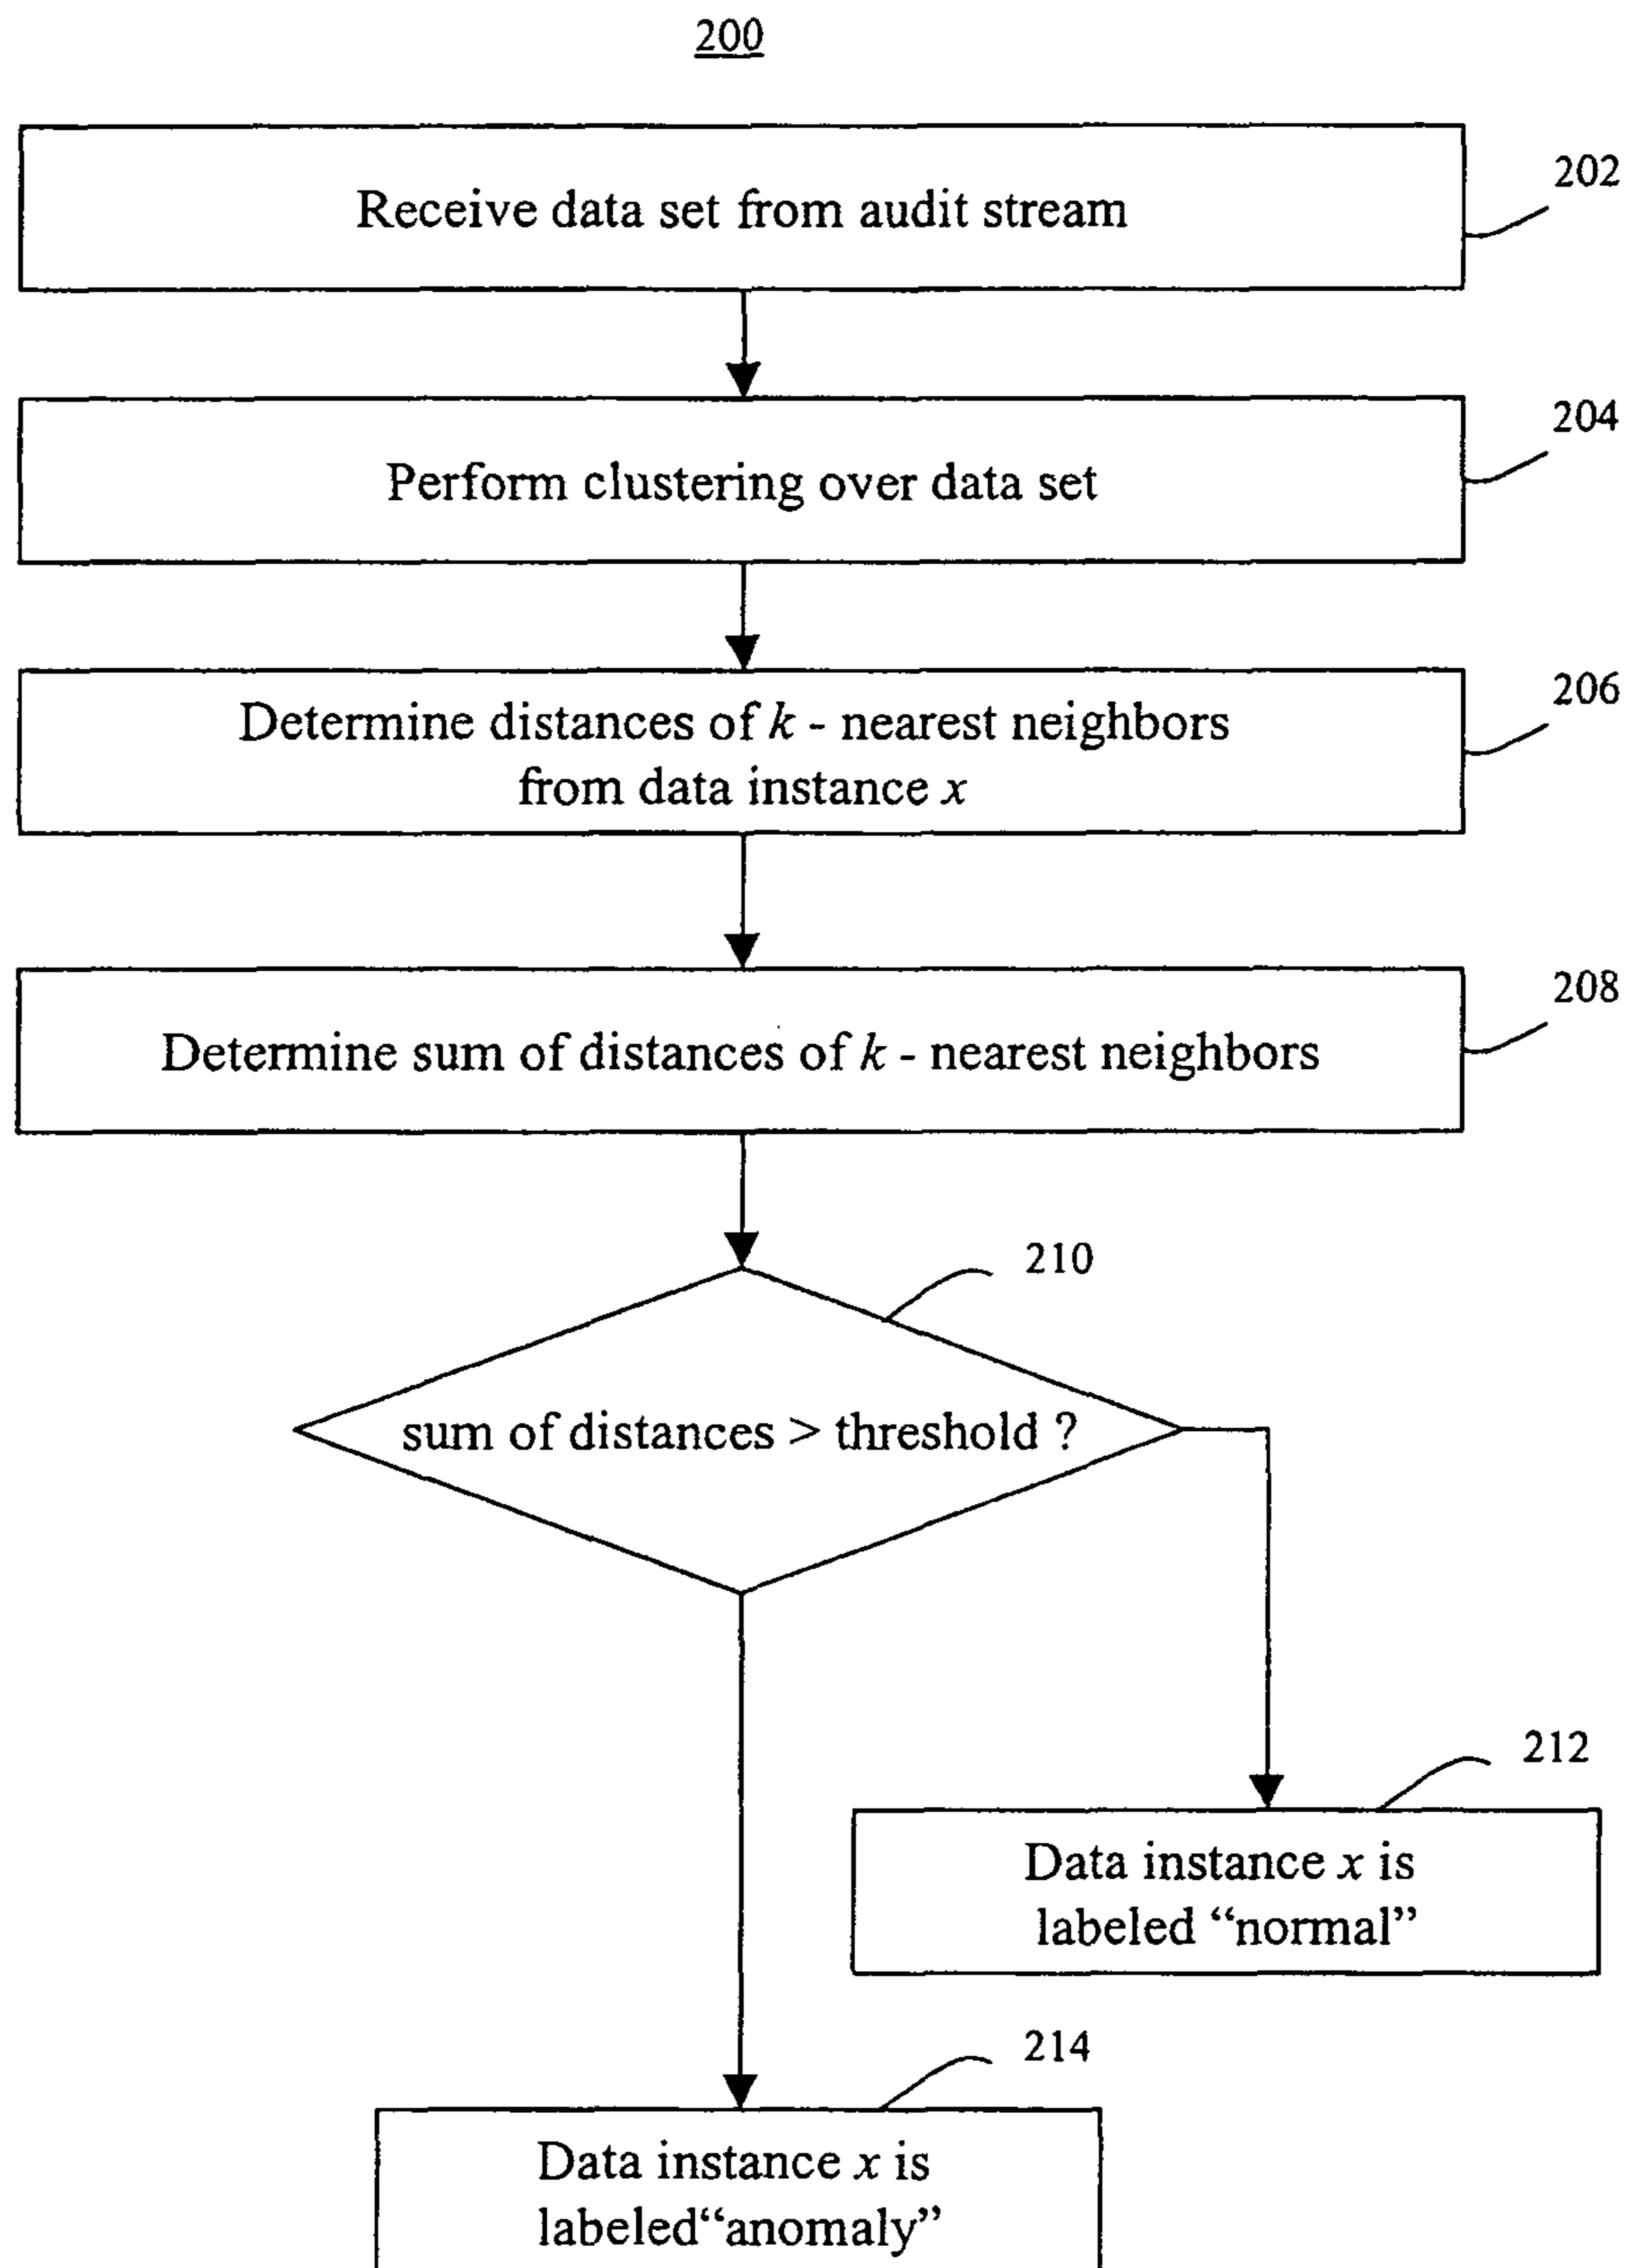 200
Receive data set from audit stream
202
Perform clustering over data set
204
Determine distances of k - nearest neighbors
from data instance x
206
Determine sum of distances of k - nearest neighbors
208
210
sum of distances > threshold ?
212
Data instance x is
labeled “normal”
214
Data instance x is
labeled“anomaly”